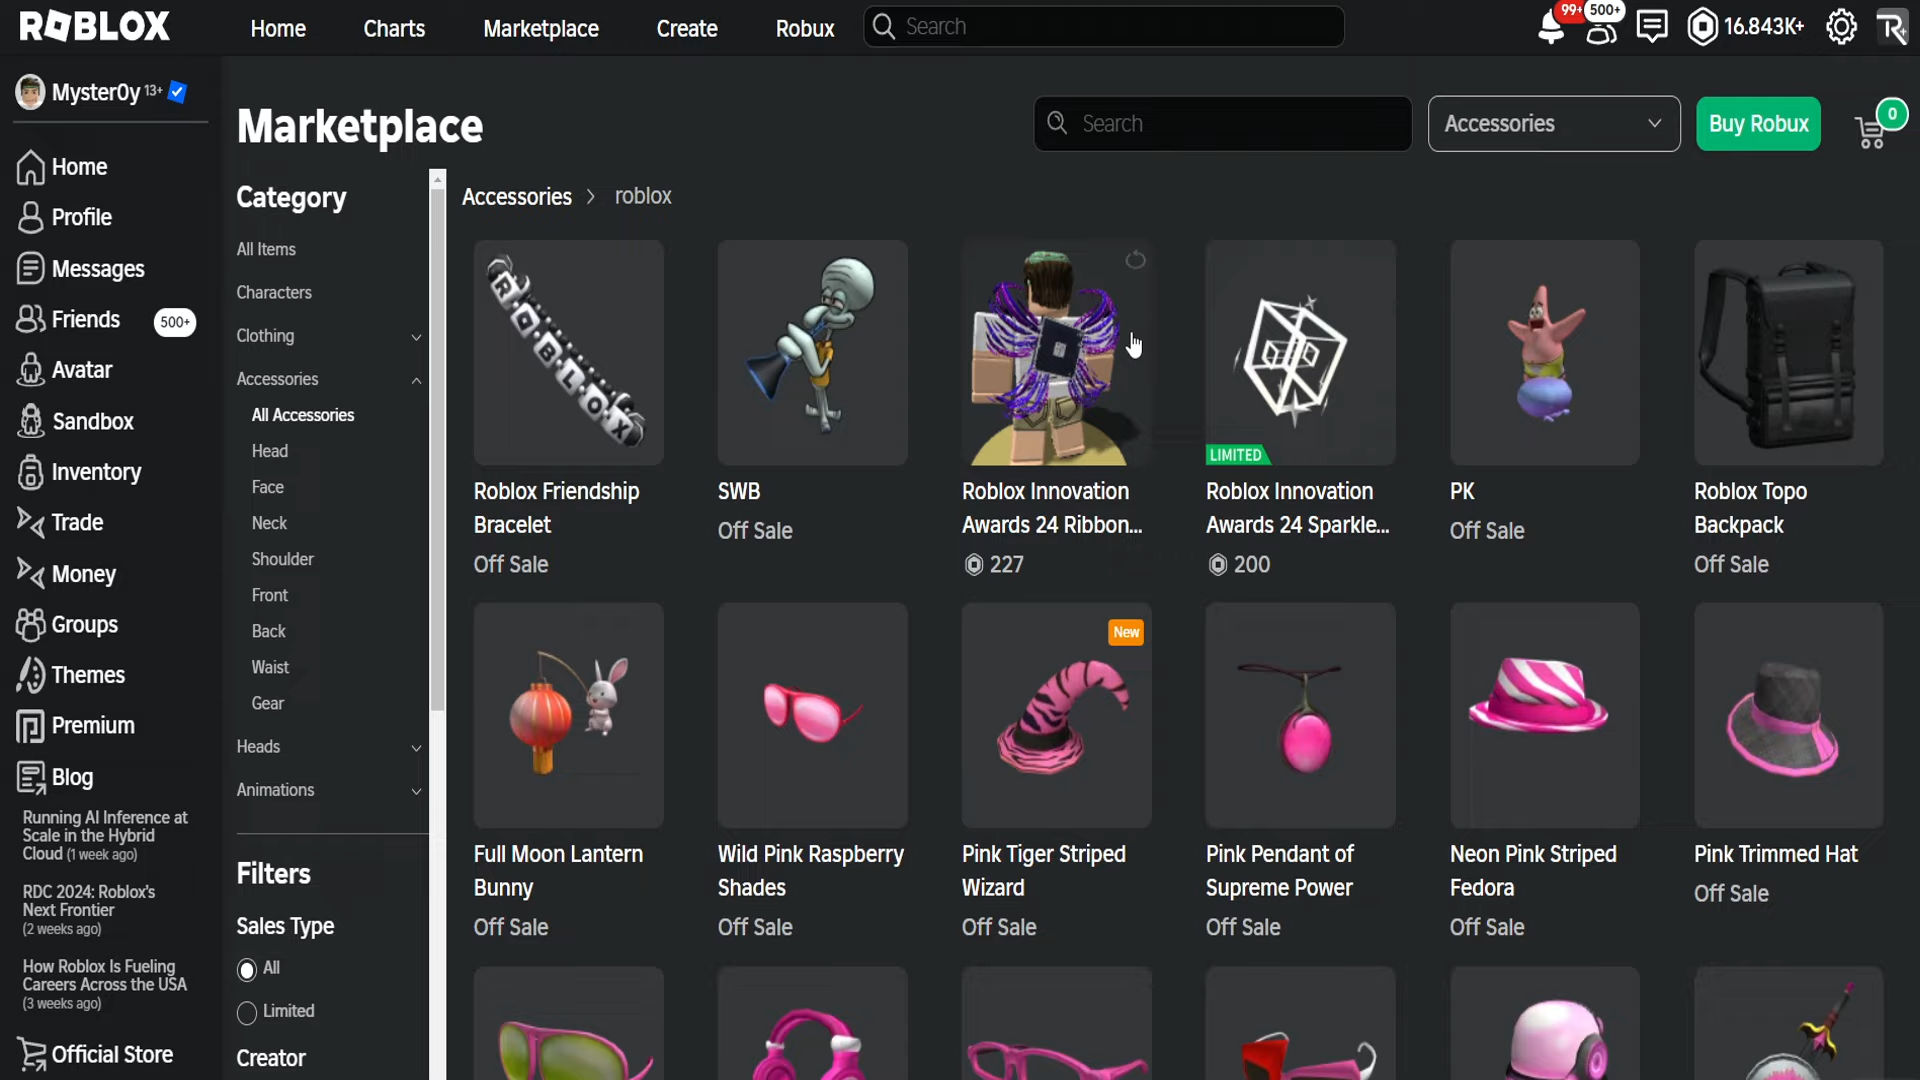 ROBLOX
Home
Charts
Marketplace
Create
Robux
Search
99+
500+
16.843K+
Myster0y 13+
Home
Profile
Messages
Friends
500+
Avatar
Sandbox
Inventory
Trade
Money
Groups
Themes
Premium
Blog
Running AI Inference at
Scale in the Hybrid
Cloud (1 week ago)
RDC 2024: Roblox's
Next Frontier
(2 weeks ago)
How Roblox Is Fueling
Careers Across the USA
(3 weeks ago)
Official Store
Marketplace
Search
Accessories
Buy Robux
0
Category
All Items
Characters
Clothing
Accessories
All Accessories
Head
Face
Neck
Shoulder
Front
Back
Waist
Gear
Heads
Animations
Filters
Sales Type
All
Limited
Creator
Accessories > roblox
ROBLOX
Roblox Friendship
Bracelet
Off Sale
SWB
Off Sale
Roblox Innovation
Awards 24 Ribbon...
227
LIMITED
Roblox Innovation
Awards 24 Sparkle...
200
PK
Off Sale
Roblox Topo
Backpack
Off Sale
Full Moon Lantern
Bunny
Off Sale
Wild Pink Raspberry
Shades
Off Sale
New
Pink Tiger Striped
Wizard
Off Sale
Pink Pendant of
Supreme Power
Off Sale
Neon Pink Striped
Fedora
Off Sale
Pink Trimmed Hat
Off Sale